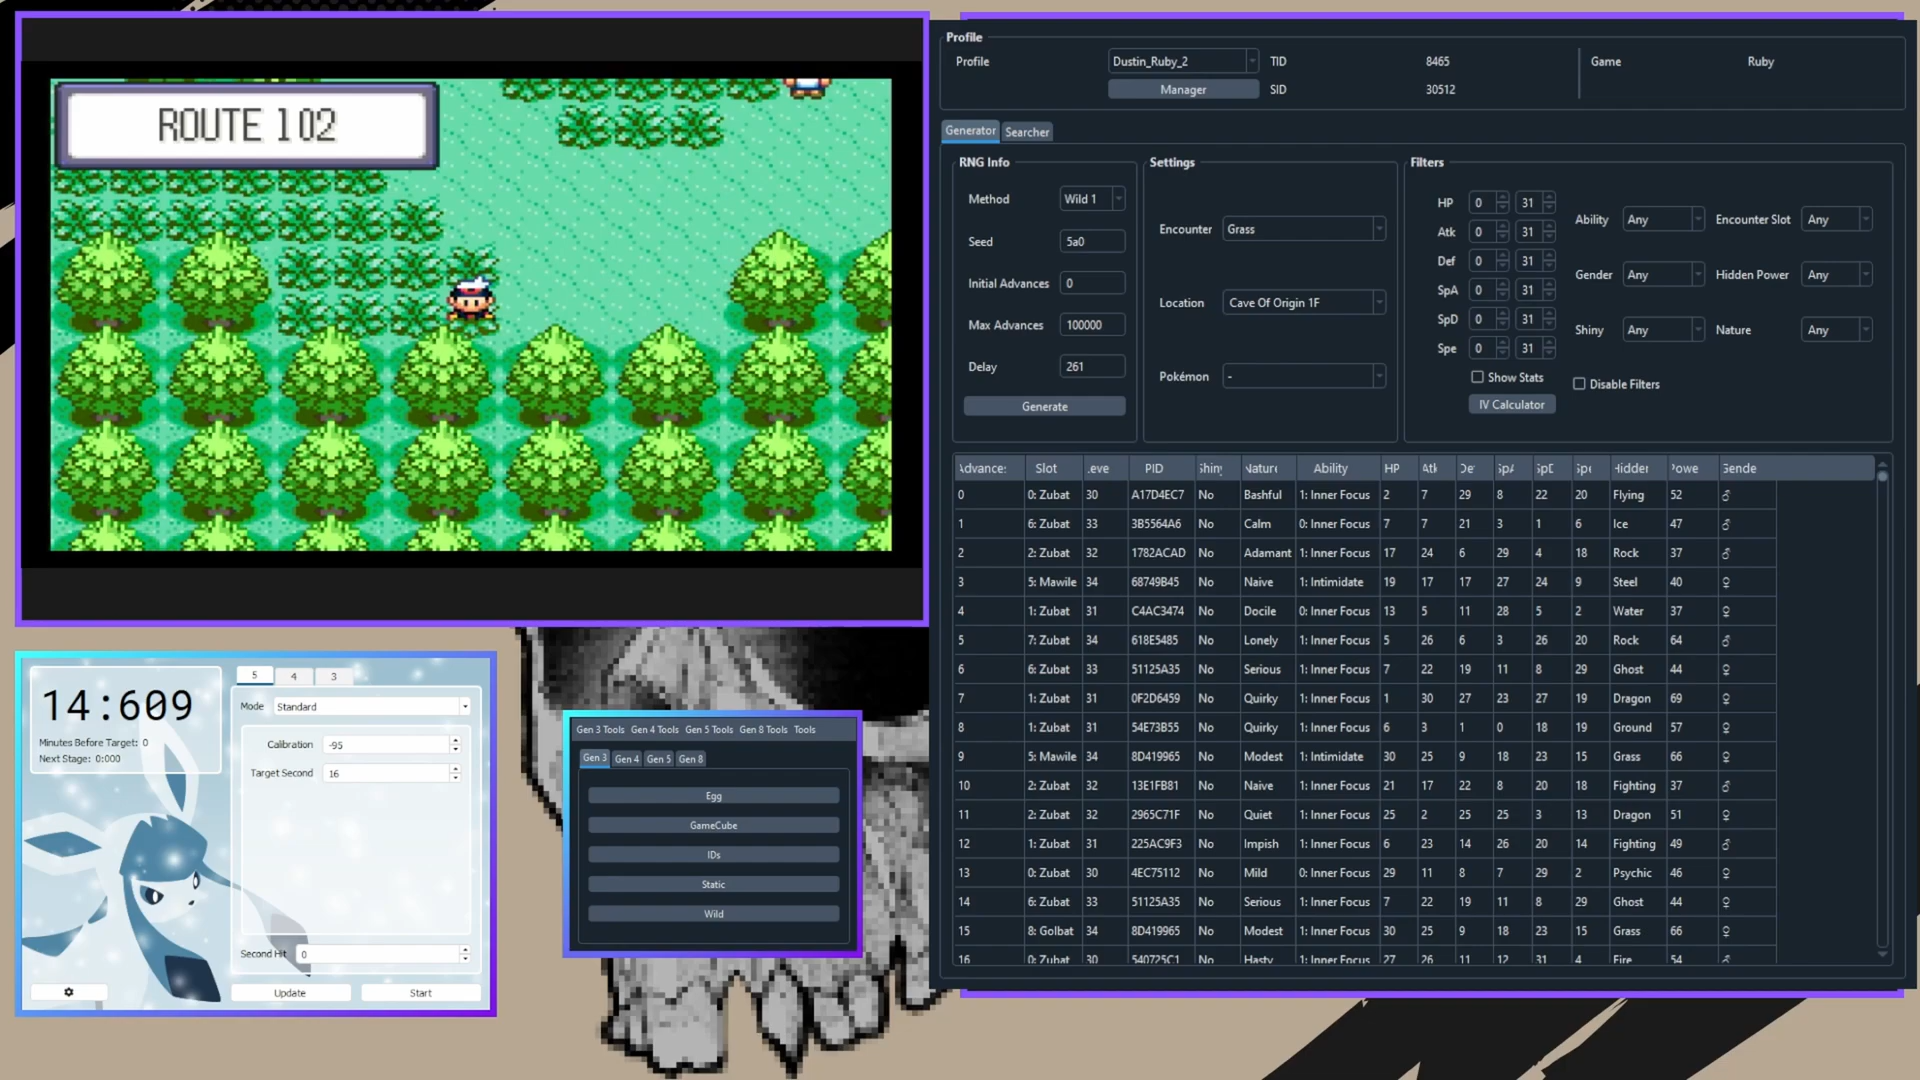 ROUTE 102
Profile
Profile Dustin_Ruby_2 TID 8465 Game Ruby
Manager SID 30512
Generator Searcher
RNG Info
Method Wild 1
Seed 5a0
Initial Advances 0
Max Advances 100000
Delay 261
Generate
Settings
Encounter Grass
Location Cave Of Origin 1F
Pokémon -
Filters
HP 0 31
Atk 0 31
Def 0 31
SpA 0 31
SpD 0 31
Spe 0 31
Show Stats
IV Calculator
Ability Any Encounter Slot Any
Gender Any Hidden Power Any
Shiny Any Nature Any
Disable Filters
Slot PID Ability HP
0 0: Zubat 30 A17D4EC7 No Bashful 1: Inner Focus 2 7 29 8 22 20 Flying 52 ♂
1 6: Zubat 33 3B5564A6 No Calm 0: Inner Focus 7 7 21 3 1 6 Ice 47 ♂
2 2: Zubat 32 1782ACAD No Adamant 1: Inner Focus 17 24 6 29 4 18 Rock 37 ♂
3 5: Mawile 34 68749B45 No Naive 1: Intimidate 19 17 17 27 24 9 Steel 40 ♀
4 1: Zubat 31 C4AC3474 No Docile 0: Inner Focus 13 5 11 28 5 2 Water 37 ♀
5 7: Zubat 34 618E5485 No Lonely 1: Inner Focus 5 26 6 3 26 20 Rock 64 ♂
6 6: Zubat 33 51125A35 No Serious 1: Inner Focus 7 22 19 11 8 29 Ghost 44 ♀
7 1: Zubat 31 0F2D6459 No Quirky 1: Inner Focus 1 30 27 23 27 19 Dragon 69 ♀
8 1: Zubat 31 54E73B55 No Quirky 1: Inner Focus 6 3 1 0 18 19 Ground 57 ♀
9 5: Mawile 34 8D419965 No Modest 1: Intimidate 30 25 9 18 23 15 Grass 66 ♀
10 2: Zubat 32 13E1FB81 No Naive 1: Inner Focus 21 17 22 8 20 18 Fighting 37 ♂
11 2: Zubat 32 2965C71F No Quiet 1: Inner Focus 25 2 25 25 3 13 Dragon 51 ♀
12 1: Zubat 31 225AC9F3 No Impish 1: Inner Focus 6 23 14 26 20 14 Fighting 49 ♂
13 0: Zubat 30 4EC75112 No Mild 0: Inner Focus 29 11 8 7 29 2 Psychic 46 ♀
14 6: Zubat 33 51125A35 No Serious 1: Inner Focus 7 22 19 11 8 29 Ghost 44 ♀
15 8: Golbat 34 8D419965 No Modest 1: Inner Focus 30 25 9 18 23 15 Grass 66 ♀
16 0: Zubat 30 540725C1 No Hasty 1: Inner Focus 27 26 11 12 31 4 Fire 54 ♂
14:609
Minutes Before Target: 0
Next Stage: 0:000
5 4 3
Mode Standard
Calibration -95
Target Second 16
Second Hit 0
Update Start
Gen 3 Tools Gen 4 Tools Gen 5 Tools Gen 8 Tools Tools
Gen 3 Gen 4 Gen 5 Gen 8
Egg
GameCube
IDs
Static
Wild